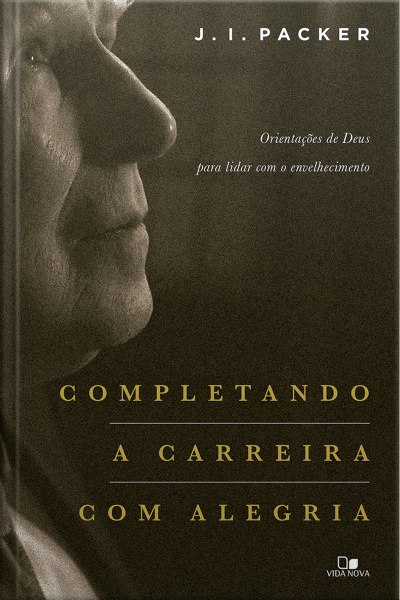 J. I. PACKER
Orientações de Deus
para lidar com o envelhecimento
COMPLETANDO
A CARREIRA
COM ALEGRIA
VIDA NOVA